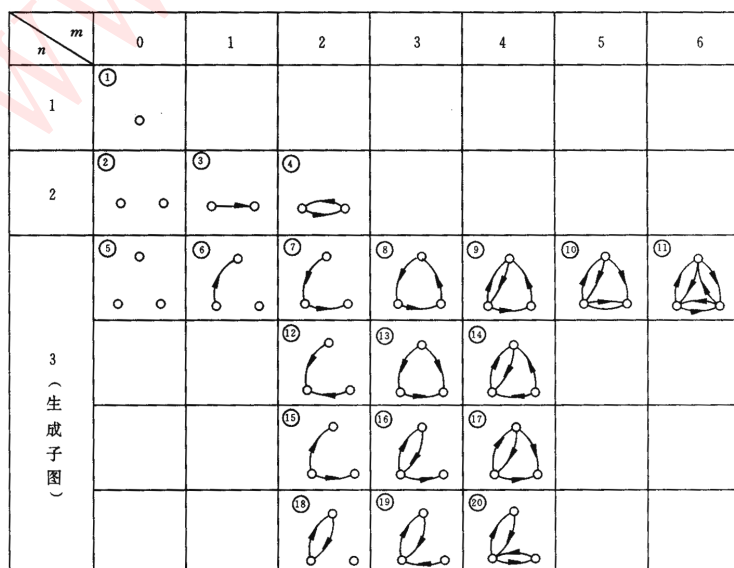 m
n
0 1 2 3 4 5 6
1
①
2
② ③ ④
3（生成子图）
⑤ ⑥ ⑦ ⑧ ⑨ ⑩ ⑪
⑫ ⑬ ⑭
⑮ ⑯ ⑰
⑱ ⑲ ⑳